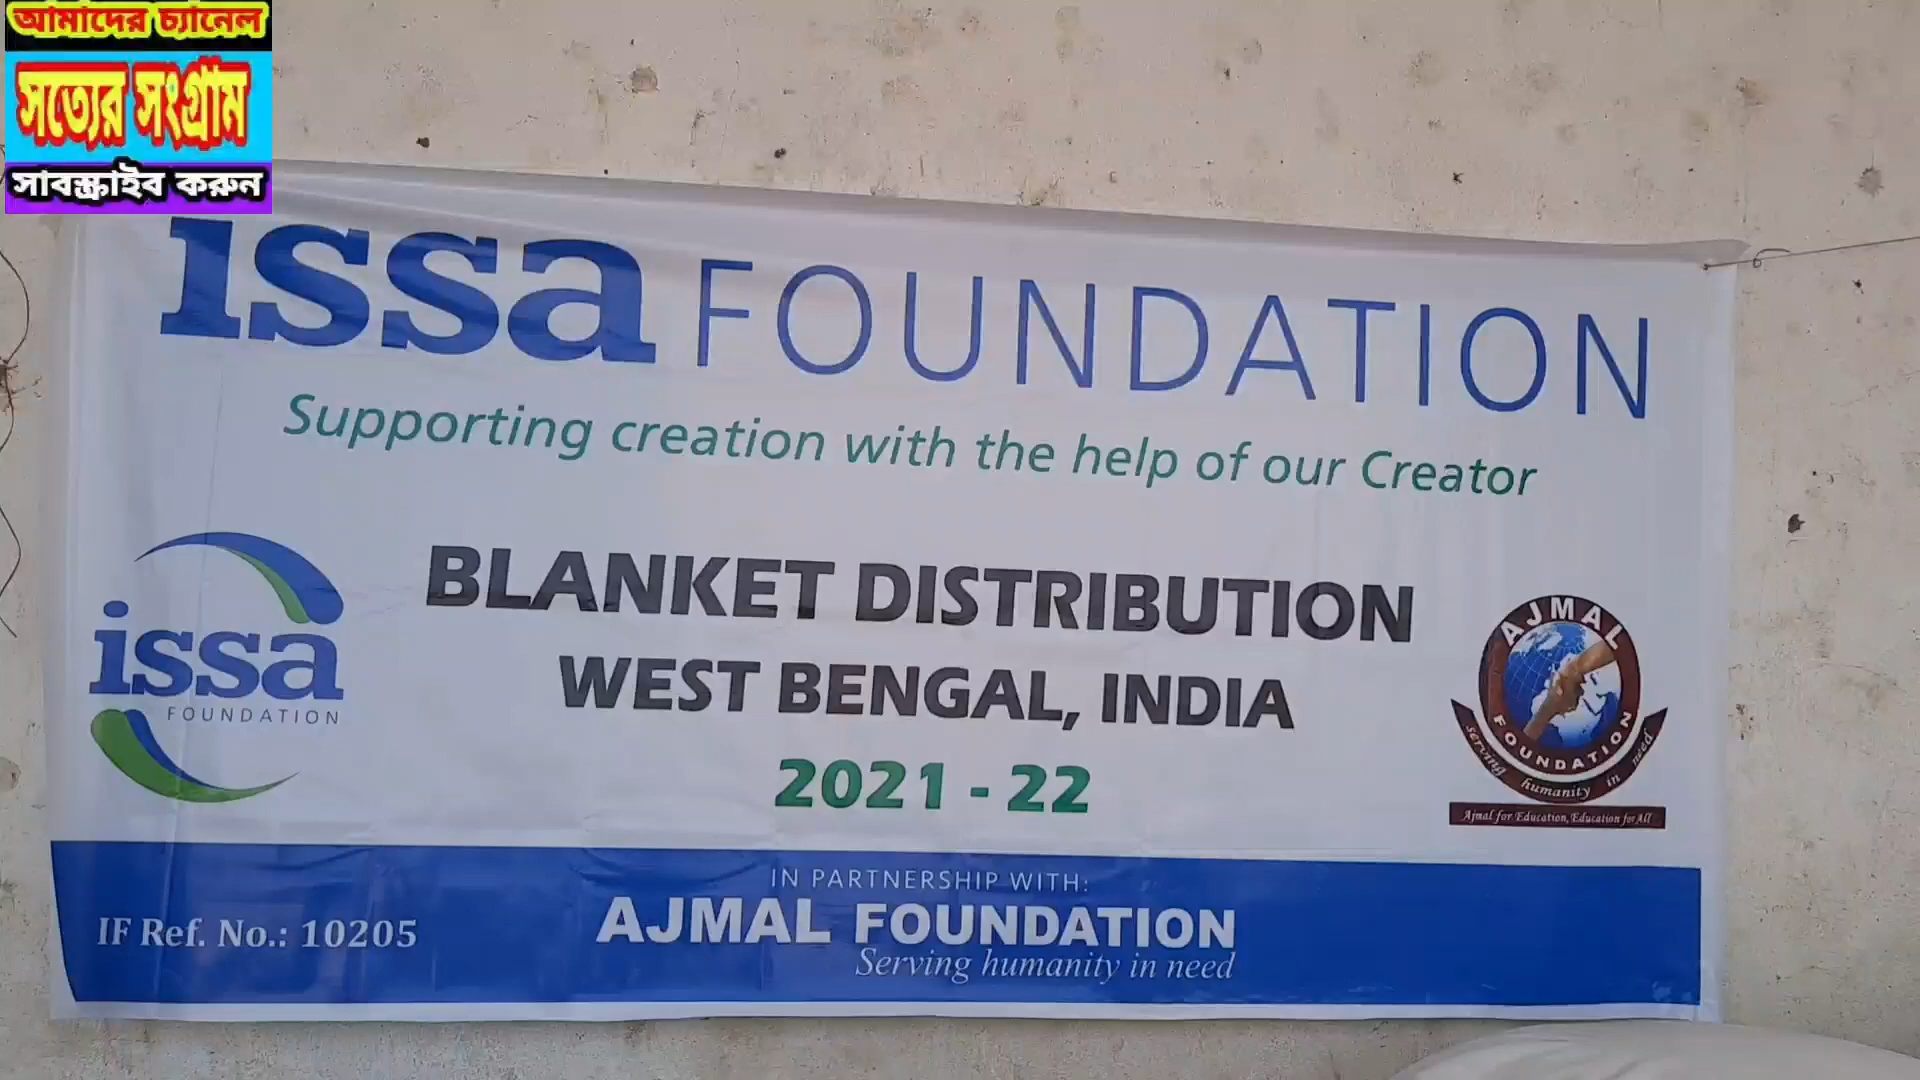 আমাদের চ্যানেল
সত্যের সংগ্রাম
সাবস্ক্রাইব করুন
issa FOUNDATION
Supporting creation with the help of our Creator
issa
FOUNDATION
BLANKET DISTRIBUTION
WEST BENGAL, INDIA
2021 - 22
AJMAL
FOUNDATION
serving humanity in need
Ajmal for Education, Education for All
IN PARTNERSHIP WITH:
IF Ref. No.: 10205
AJMAL FOUNDATION
Serving humanity in need